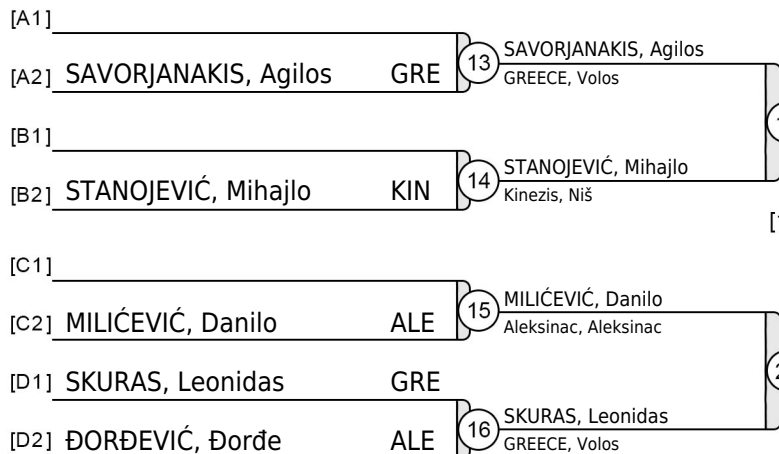 [A1]
[A2] SAVORJANAKIS, Agilos GRE
13
SAVORJANAKIS, Agilos
GREECE, Volos
[B1]
[B2] STANOJEVIĆ, Mihajlo KIN
14
STANOJEVIĆ, Mihajlo
Kinezis, Niš
[C1]
[C2] MILIĆEVIĆ, Danilo ALE
15
MILIĆEVIĆ, Danilo
Aleksinac, Aleksinac
[D1] SKURAS, Leonidas GRE
[D2] ĐORĐEVIĆ, Đorđe ALE
16
SKURAS, Leonidas
GREECE, Volos